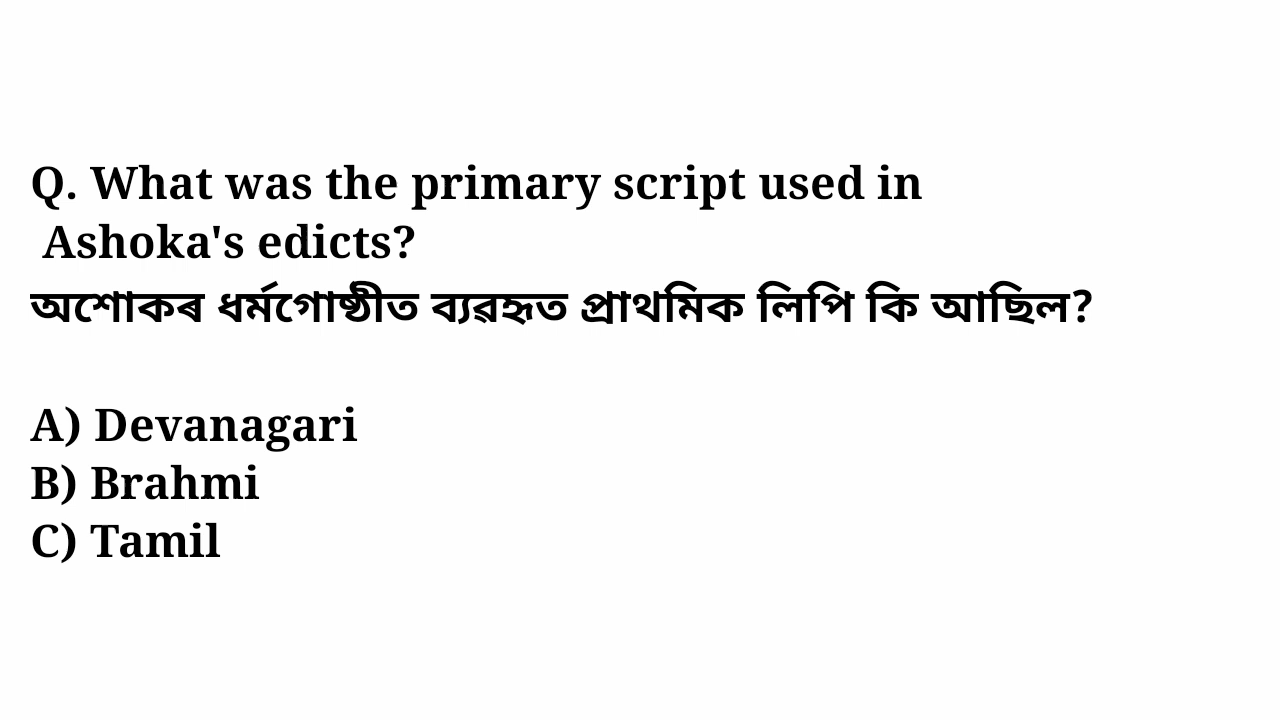 Q. What was the primary script used in
Ashoka's edicts?
অশোকৰ ধৰ্মগোষ্ঠীত ব্যৱহৃত প্ৰাথমিক লিপি কি আছিল?
A) Devanagari
B) Brahmi
C) Tamil